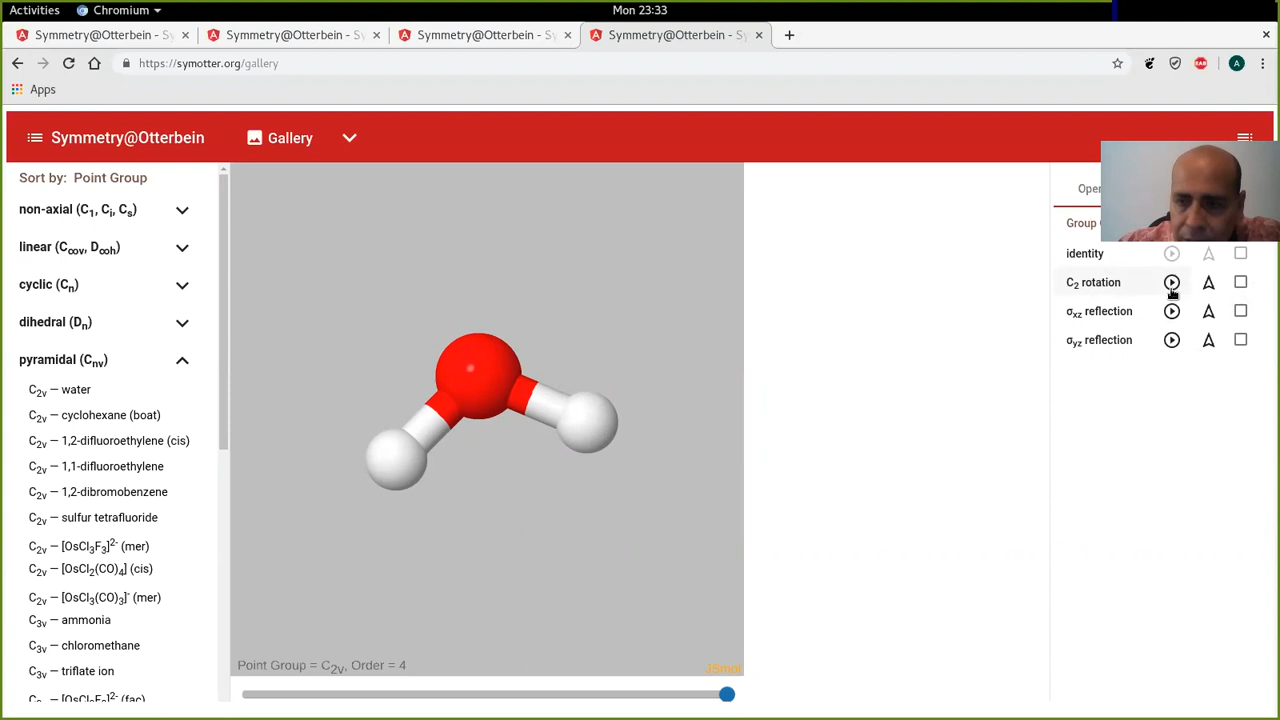 Activities Chromium Mon 23:33
Symmetry@Otterbein - Sy Symmetry@Otterbein - Sy Symmetry@Otterbein - Sy Symmetry@Otterbein - Sy
https://symotter.org/gallery A
Apps
Symmetry@Otterbein Gallery
Sort by: Point Group
non-axial (C₁, Cᵢ, Cₛ)
linear (C∞v, D∞h)
cyclic (Cₙ)
dihedral (Dₙ)
pyramidal (Cₙᵥ)
C₂ᵥ — water
C₂ᵥ — cyclohexane (boat)
C₂ᵥ — 1,2-difluoroethylene (cis)
C₂ᵥ — 1,1-difluoroethylene
C₂ᵥ — 1,2-dibromobenzene
C₂ᵥ — sulfur tetrafluoride
C₂ᵥ — [OsCl₃F₃]²⁻ (mer)
C₂ᵥ — [OsCl₂(CO)₄] (cis)
C₂ᵥ — [OsCl₃(CO)₃]⁻ (mer)
C₃ᵥ — ammonia
C₃ᵥ — chloromethane
C₃ᵥ — triflate ion
Point Group = C₂ᵥ, Order = 4
JSmol
Group
identity
C₂ rotation
σxz reflection
σyz reflection